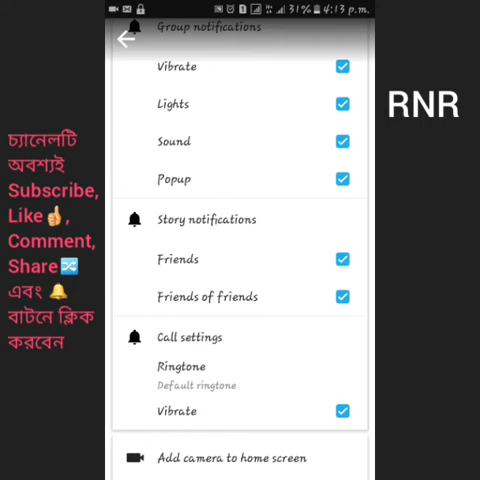 31% 4:13 p.m.
Group notifications
Vibrate
Lights
Sound
Popup
Story notifications
Friends
Friends of friends
Call settings
Ringtone
Default ringtone
Vibrate
Add camera to home screen
চ্যানেলটি
অবশ্যই
Subscribe,
Like👍,
Comment,
Share🔀
এবং 🔔
বাটনে ক্লিক
করবেন
RNR